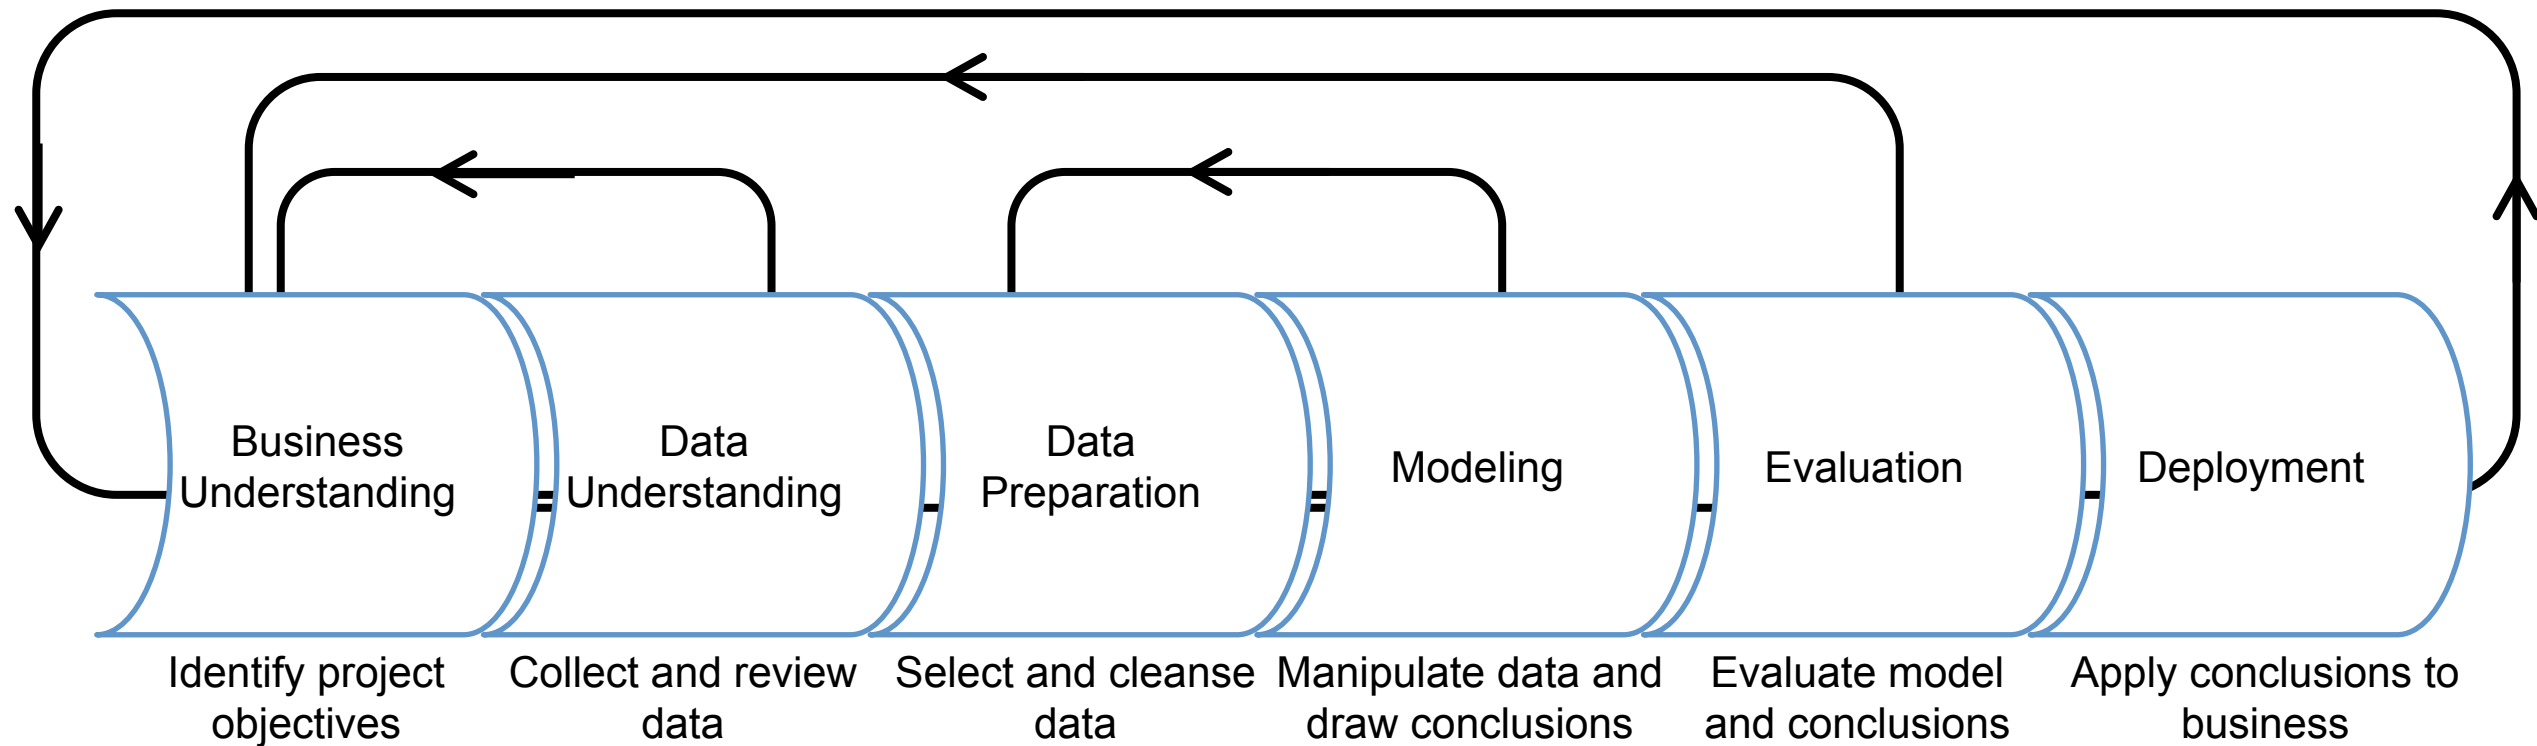 Business
Understanding
Data
Understanding
Data
Preparation
Modeling
Evaluation
Deployment
Identify project
objectives
Collect and review
data
Select and cleanse
data
Manipulate data and
draw conclusions
Evaluate model
and conclusions
Apply conclusions to
business